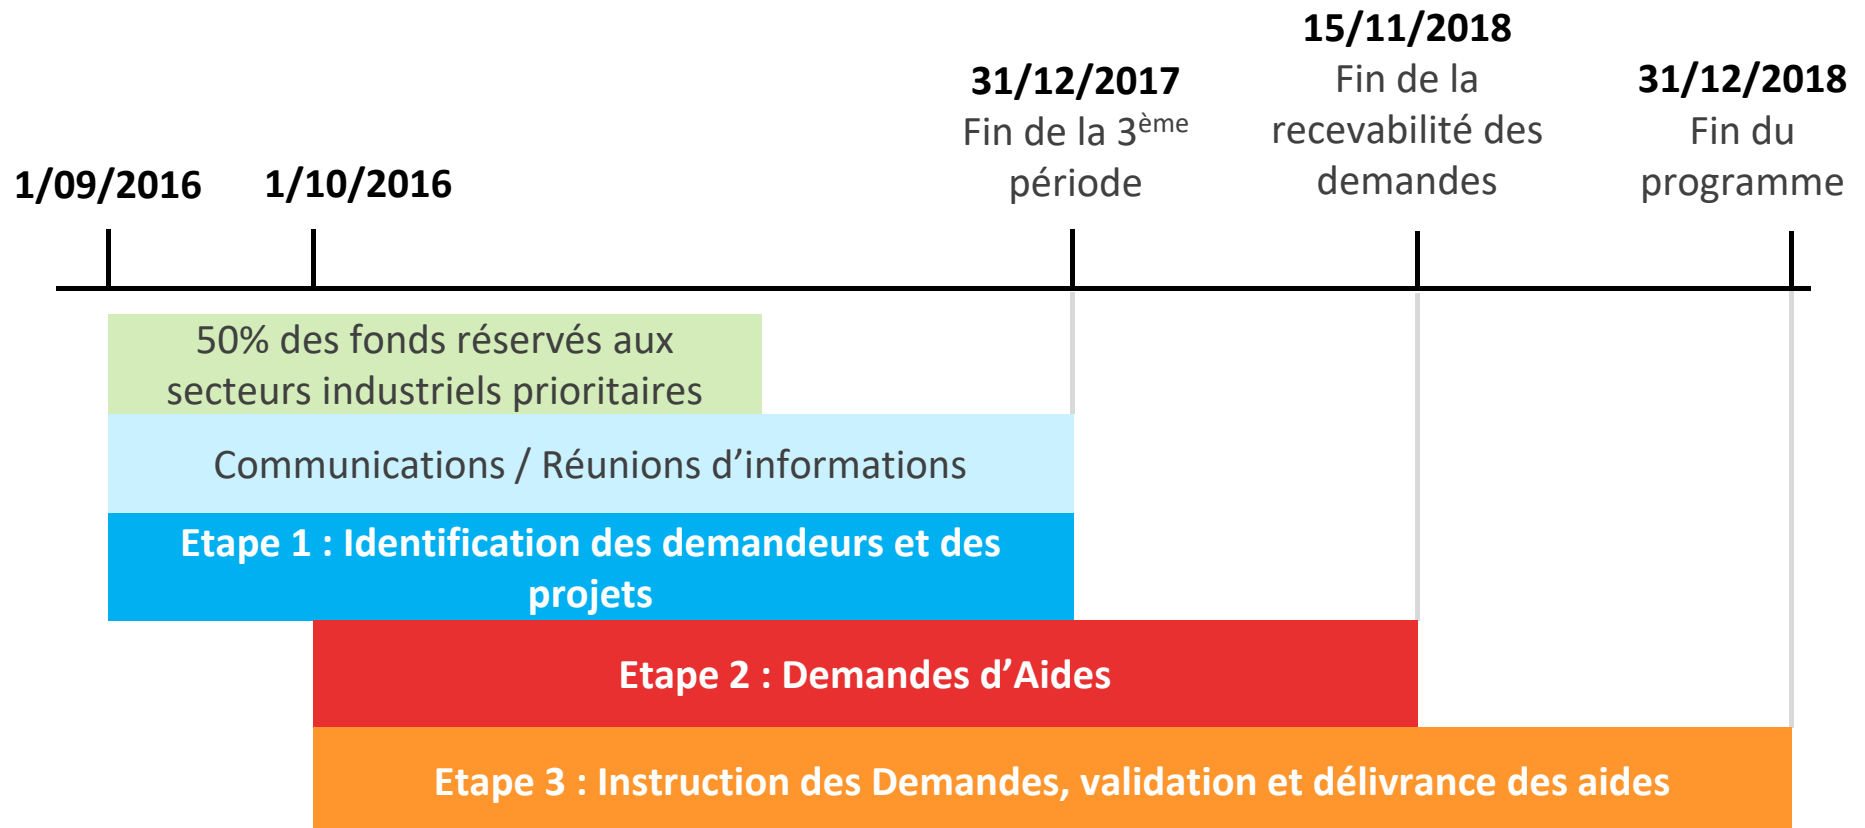 1/09/2016
1/10/2016
31/12/2017
Fin de la 3ème
période
15/11/2018
Fin de la
recevabilité des
demandes
31/12/2018
Fin du
programme
50% des fonds réservés aux
secteurs industriels prioritaires
Communications / Réunions d’informations
Etape 1 : Identification des demandeurs et des
projets
Etape 2 : Demandes d’Aides
Etape 3 : Instruction des Demandes, validation et délivrance des aides